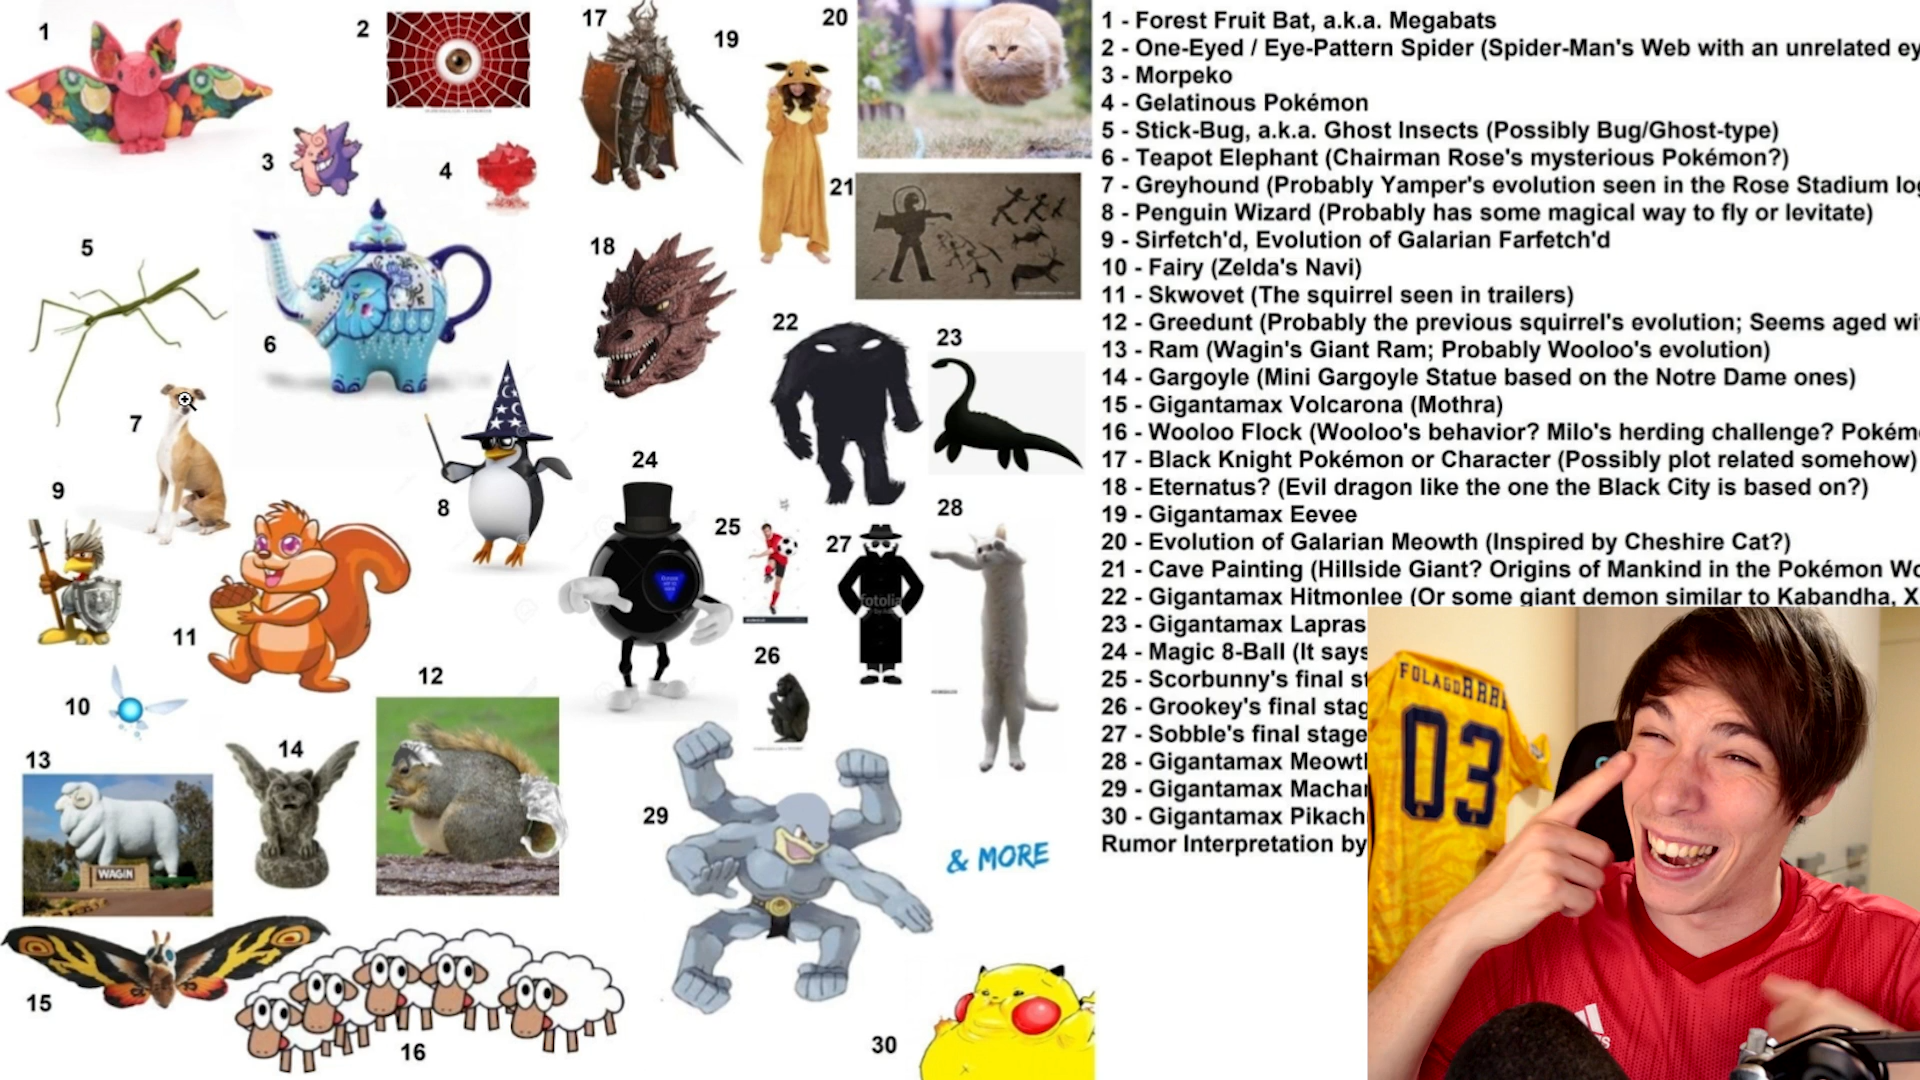 1
2
17
19
20
3
4
21
5
6
18
22
23
7
24
9
8
25
27
28
11
26
10
12
13
14
29
WAGIN
& MORE
15
16
30
1 - Forest Fruit Bat, a.k.a. Megabats
2 - One-Eyed / Eye-Pattern Spider (Spider-Man's Web with an unrelated ey
3 - Morpeko
4 - Gelatinous Pokémon
5 - Stick-Bug, a.k.a. Ghost Insects (Possibly Bug/Ghost-type)
6 - Teapot Elephant (Chairman Rose's mysterious Pokémon?)
7 - Greyhound (Probably Yamper's evolution seen in the Rose Stadium log
8 - Penguin Wizard (Probably has some magical way to fly or levitate)
9 - Sirfetch'd, Evolution of Galarian Farfetch'd
10 - Fairy (Zelda's Navi)
11 - Skwovet (The squirrel seen in trailers)
12 - Greedunt (Probably the previous squirrel's evolution; Seems aged wi
13 - Ram (Wagin's Giant Ram; Probably Wooloo's evolution)
14 - Gargoyle (Mini Gargoyle Statue based on the Notre Dame ones)
15 - Gigantamax Volcarona (Mothra)
16 - Wooloo Flock (Wooloo's behavior? Milo's herding challenge? Pokém
17 - Black Knight Pokémon or Character (Possibly plot related somehow)
18 - Eternatus? (Evil dragon like the one the Black City is based on?)
19 - Gigantamax Eevee
20 - Evolution of Galarian Meowth (Inspired by Cheshire Cat?)
21 - Cave Painting (Hillside Giant? Origins of Mankind in the Pokémon Wo
22 - Gigantamax Hitmonlee (Or some giant demon similar to Kabandha, X
23 - Gigantamax Lapras
24 - Magic 8-Ball (It says
25 - Scorbunny's final st
26 - Grookey's final stag
27 - Sobble's final stage
28 - Gigantamax Meowt
29 - Gigantamax Macha
30 - Gigantamax Pikach
Rumor Interpretation by
fotolia
03